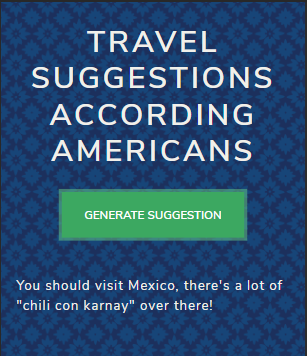 TRAVEL
SUGGESTIONS
ACCORDING
AMERICANS
GENERATE SUGGESTION
You should visit Mexico, there's a lot of
"chili con karnay" over there!